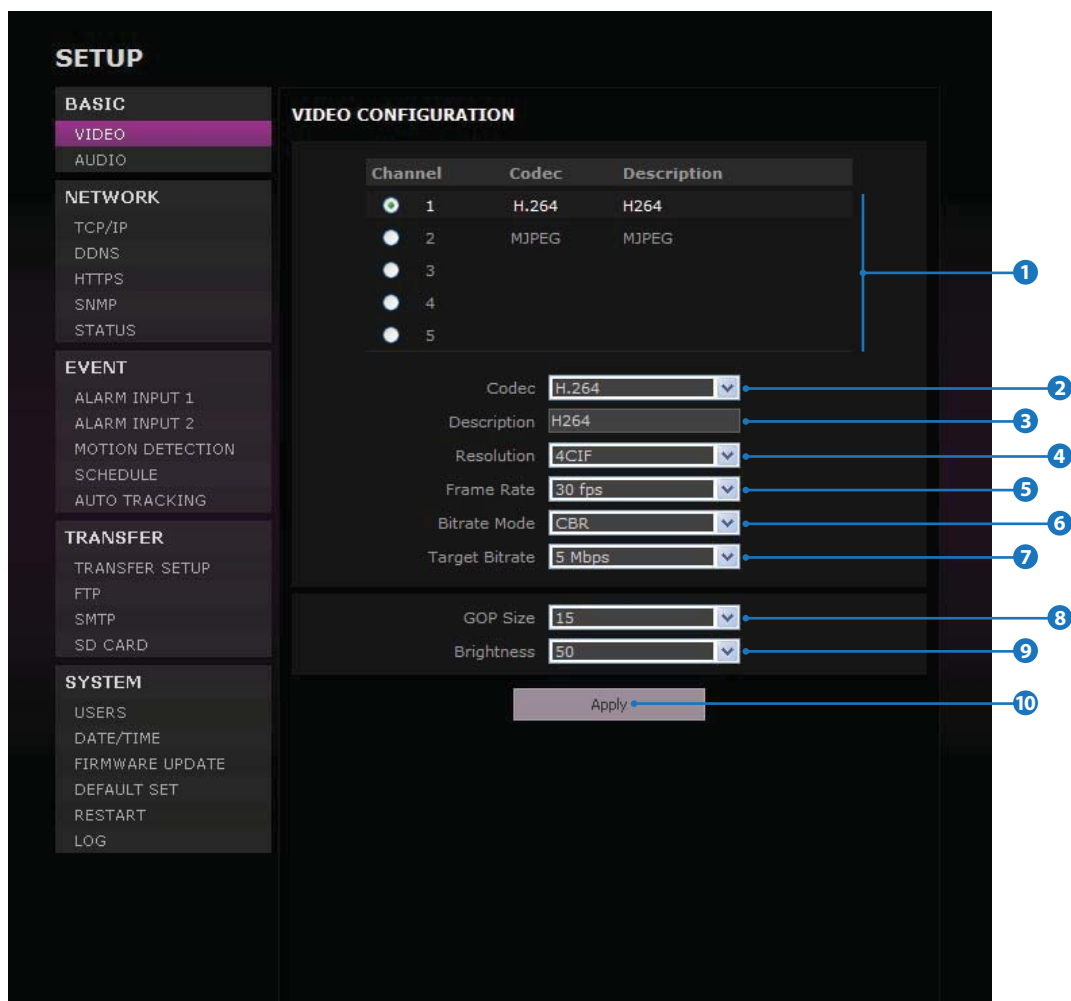 SETUP
BASIC
VIDEO
AUDIO
NETWORK
TCP/IP
DDNS
HTTPS
SNMP
STATUS
EVENT
ALARM INPUT 1
ALARM INPUT 2
MOTION DETECTION
SCHEDULE
AUTO TRACKING
TRANSFER
TRANSFER SETUP
FTP
SMTP
SD CARD
SYSTEM
USERS
DATE/TIME
FIRMWARE UPDATE
DEFAULT SET
RESTART
LOG
VIDEO CONFIGURATION
Channel Codec Description
1 H.264 H264
2 MJPEG MJPEG
3
4
5
1
Codec H.264 2
Description H264 3
Resolution 4CIF 4
Frame Rate 30 fps 5
Bitrate Mode CBR 6
Target Bitrate 5 Mbps 7
GOP Size 15 8
Brightness 50 9
Apply 10